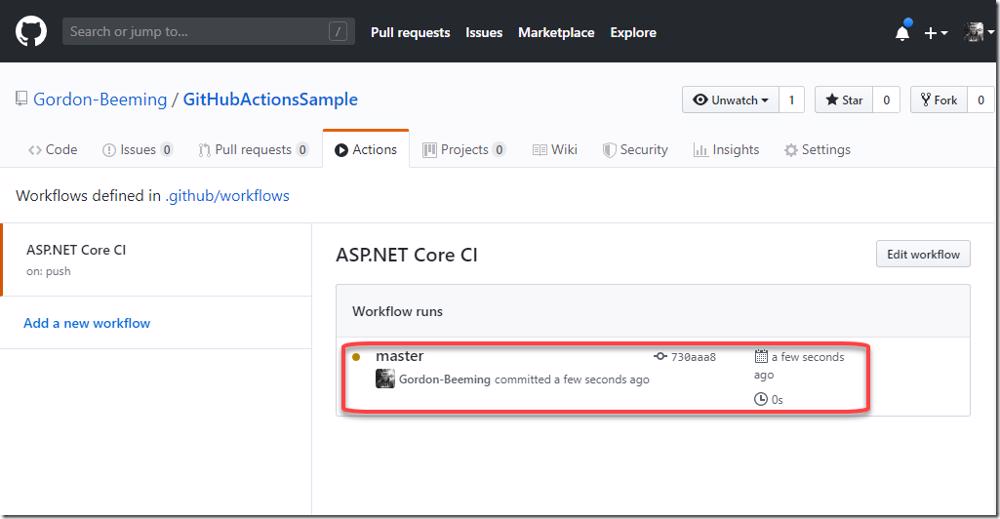 Search or jump to... / Pull requests Issues Marketplace Explore
Gordon-Beeming / GitHubActionsSample Unwatch 1 Star 0 Fork 0
Code Issues 0 Pull requests 0 Actions Projects 0 Wiki Security Insights Settings
Workflows defined in .github/workflows
ASP.NET Core CI
on: push
Add a new workflow
ASP.NET Core CI Edit workflow
Workflow runs
master 730aaa8 a few seconds
ago
Gordon-Beeming committed a few seconds ago
0s